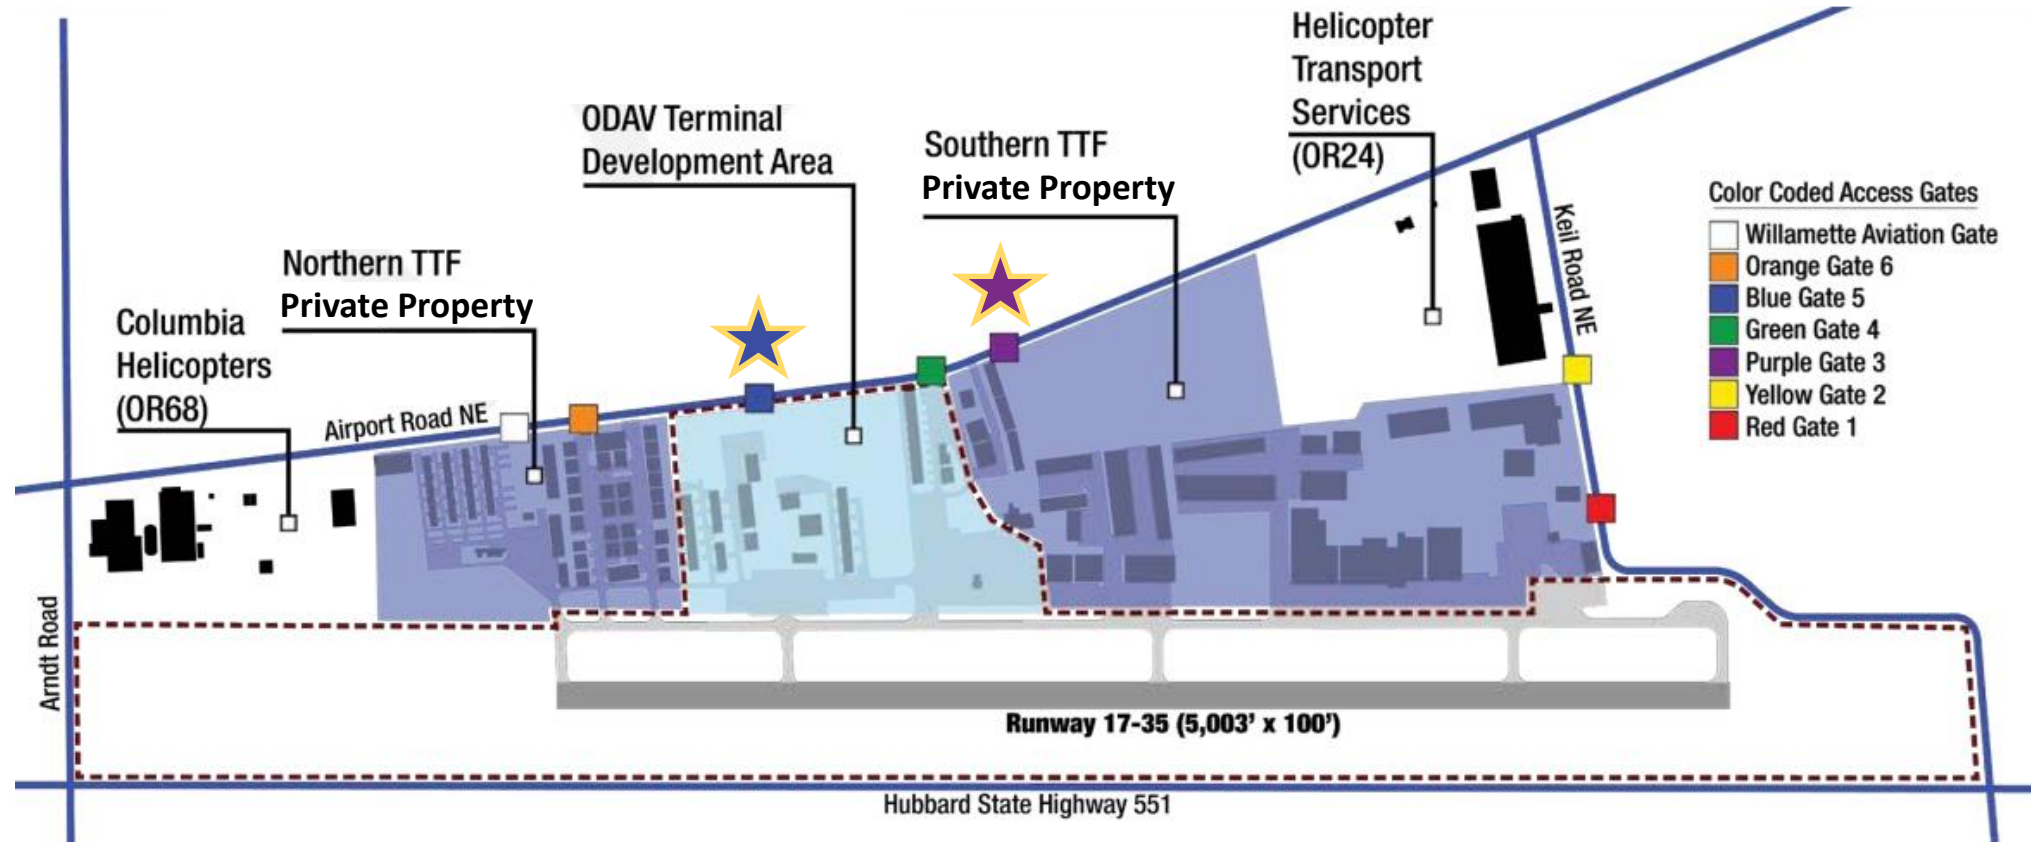 Helicopter
Transport
Services
(OR24)
ODAV Terminal
Development Area
Southern TTF
Private Property
Northern TTF
Private Property
Columbia
Helicopters
(OR68)
Airport Road NE
Keil Road NE
Color Coded Access Gates
Willamette Aviation Gate
Orange Gate 6
Blue Gate 5
Green Gate 4
Purple Gate 3
Yellow Gate 2
Red Gate 1
Arndt Road
Runway 17-35 (5,003’ x 100’)
Hubbard State Highway 551